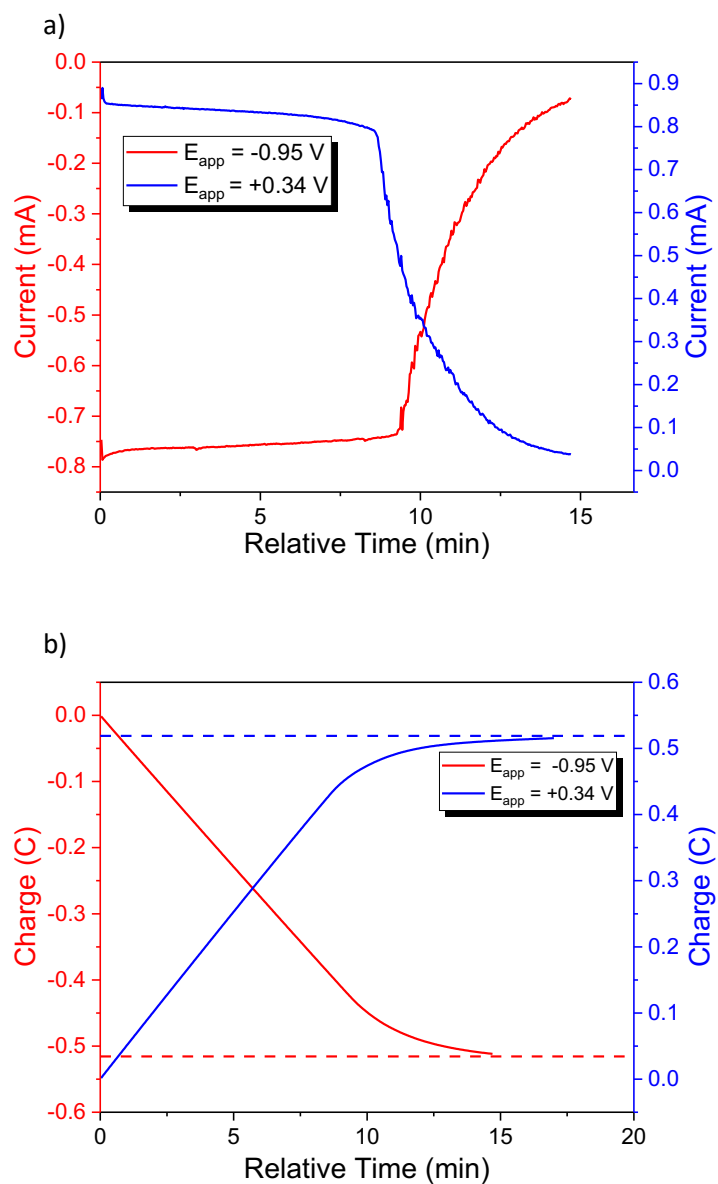 a)
0.0
-0.1
-0.2
-0.3
-0.4
-0.5
-0.6
-0.7
-0.8
Current (mA)
E_app = -0.95 V
E_app = +0.34 V
0.9
0.8
0.7
0.6
0.5
0.4
0.3
0.2
0.1
0.0
Current (mA)
0 5 10 15
Relative Time (min)
b)
0.0
-0.1
-0.2
-0.3
-0.4
-0.5
-0.6
Charge (C)
E_app = -0.95 V
E_app = +0.34 V
0.6
0.5
0.4
0.3
0.2
0.1
0.0
Charge (C)
0 5 10 15 20
Relative Time (min)